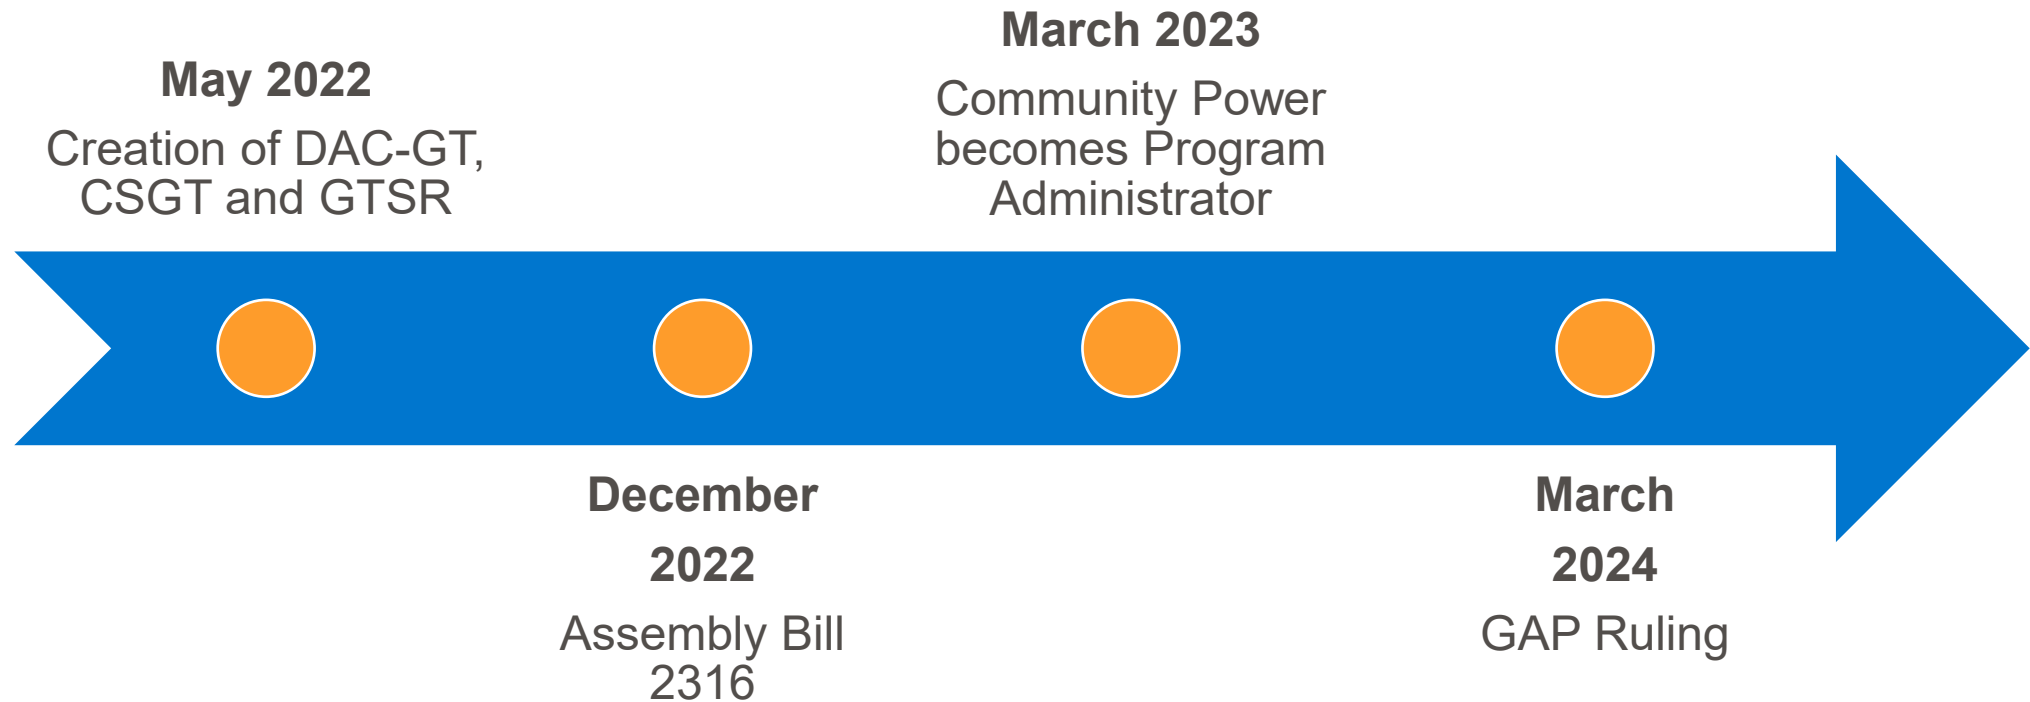 May 2022
Creation of DAC-GT,
CSGT and GTSR
December
2022
Assembly Bill
2316
March 2023
Community Power
becomes Program
Administrator
March
2024
GAP Ruling